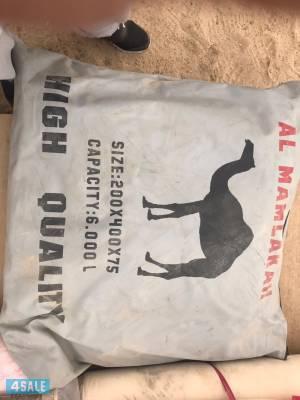 AL MAMLAKAH
SIZE:200X400X75
CAPACITY:6.000 L
HIGH QUALITY
4SALE